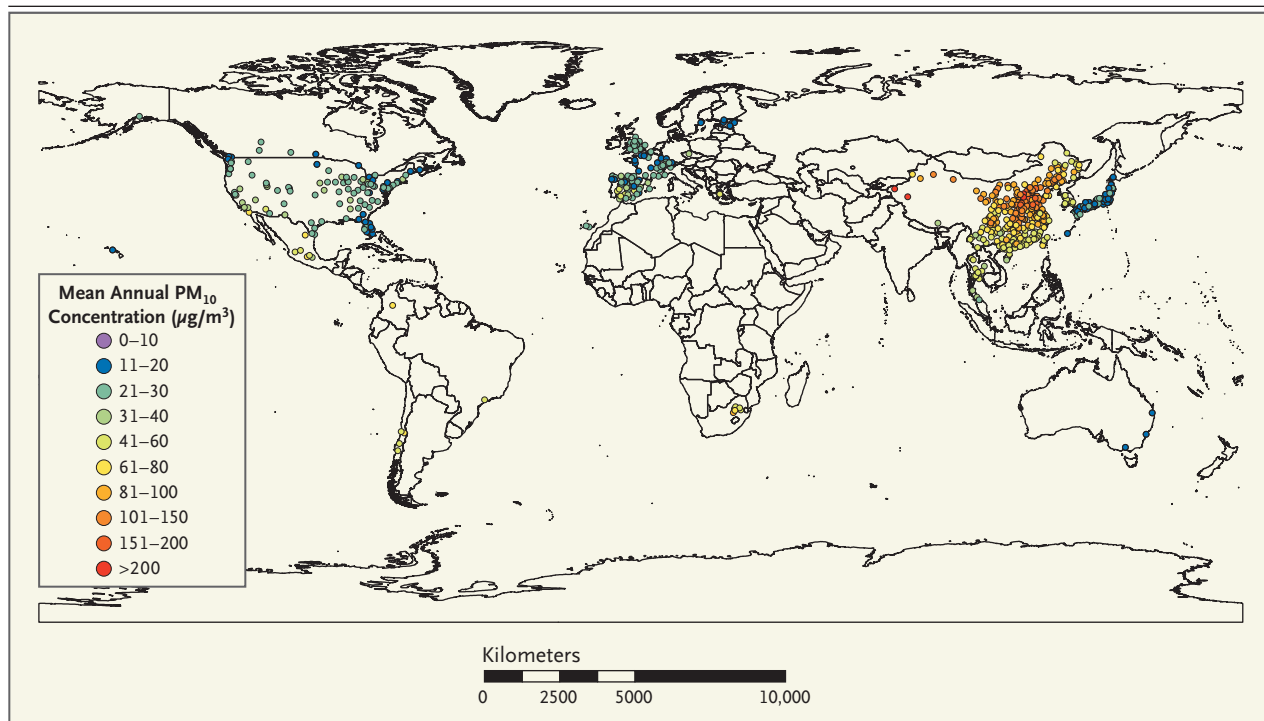 Mean Annual PM₁₀
Concentration (µg/m³)
0–10
11–20
21–30
31–40
41–60
61–80
81–100
101–150
151–200
>200
Kilometers
0 2500 5000 10,000